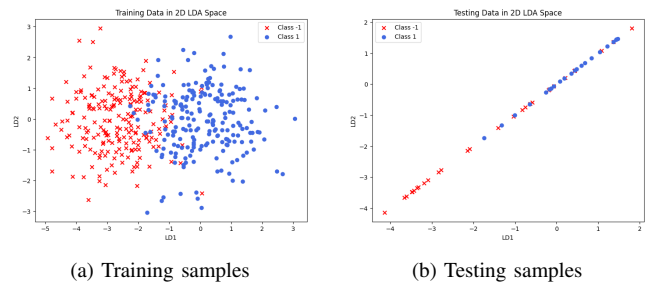 Training Data in 2D LDA Space
Class -1
Class 1
3
2
1
0
−1
−2
−3
LD2
−5
−4
−3
−2
−1
0
1
2
3
LD1
(a) Training samples
Testing Data in 2D LDA Space
Class -1
Class 1
2
1
0
−1
−2
−3
−4
LD2
−4
−3
−2
−1
0
1
2
LD1
(b) Testing samples